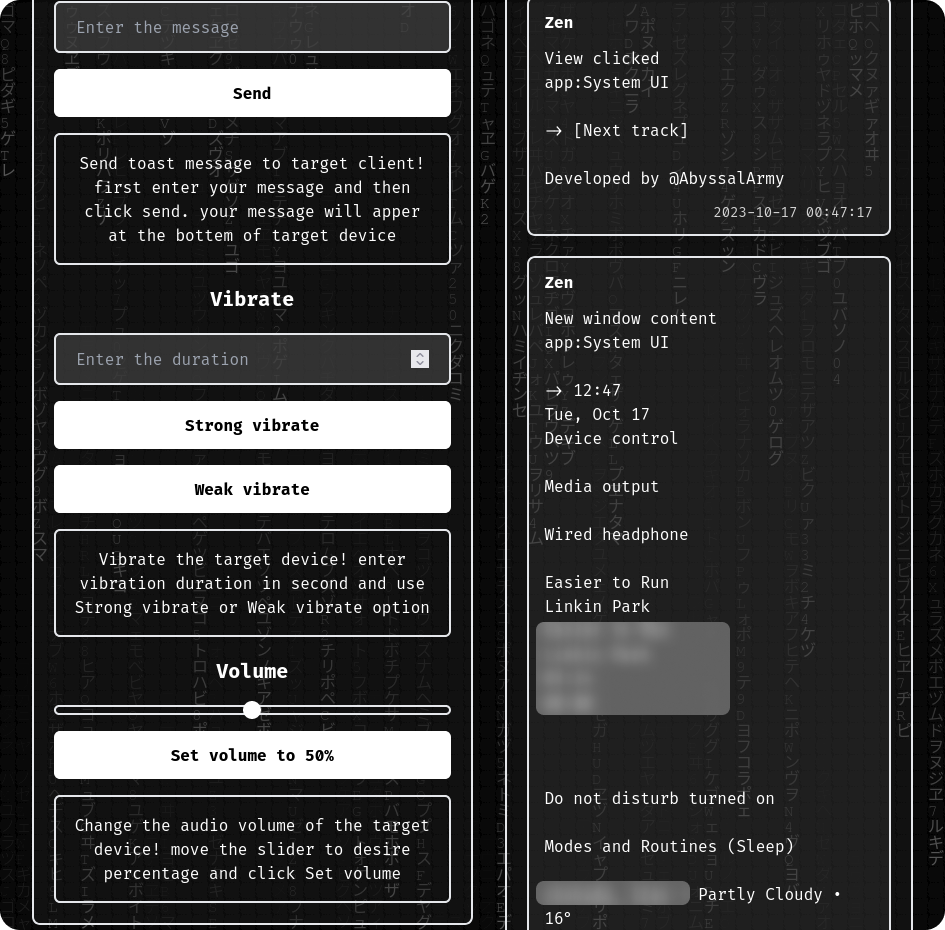 Enter the message
Send
Send toast message to target client!
first enter your message and then
click send. your message will apper
at the bottem of target device
Vibrate
Enter the duration
Strong vibrate
Weak vibrate
Vibrate the target device! enter
vibration duration in second and use
Strong vibrate or Weak vibrate option
Volume
Set volume to 50%
Change the audio volume of the target
device! move the slider to desire
percentage and click Set volume
Zen
View clicked
app:System UI
→ [Next track]
Developed by @AbyssalArmy
2023-10-17 00:47:17
Zen
New window content
app:System UI
→ 12:47
Tue, Oct 17
Device control
Media output
Wired headphone
Easier to Run
Linkin Park
Do not disturb turned on
Modes and Routines (Sleep)
Partly Cloudy •
16°